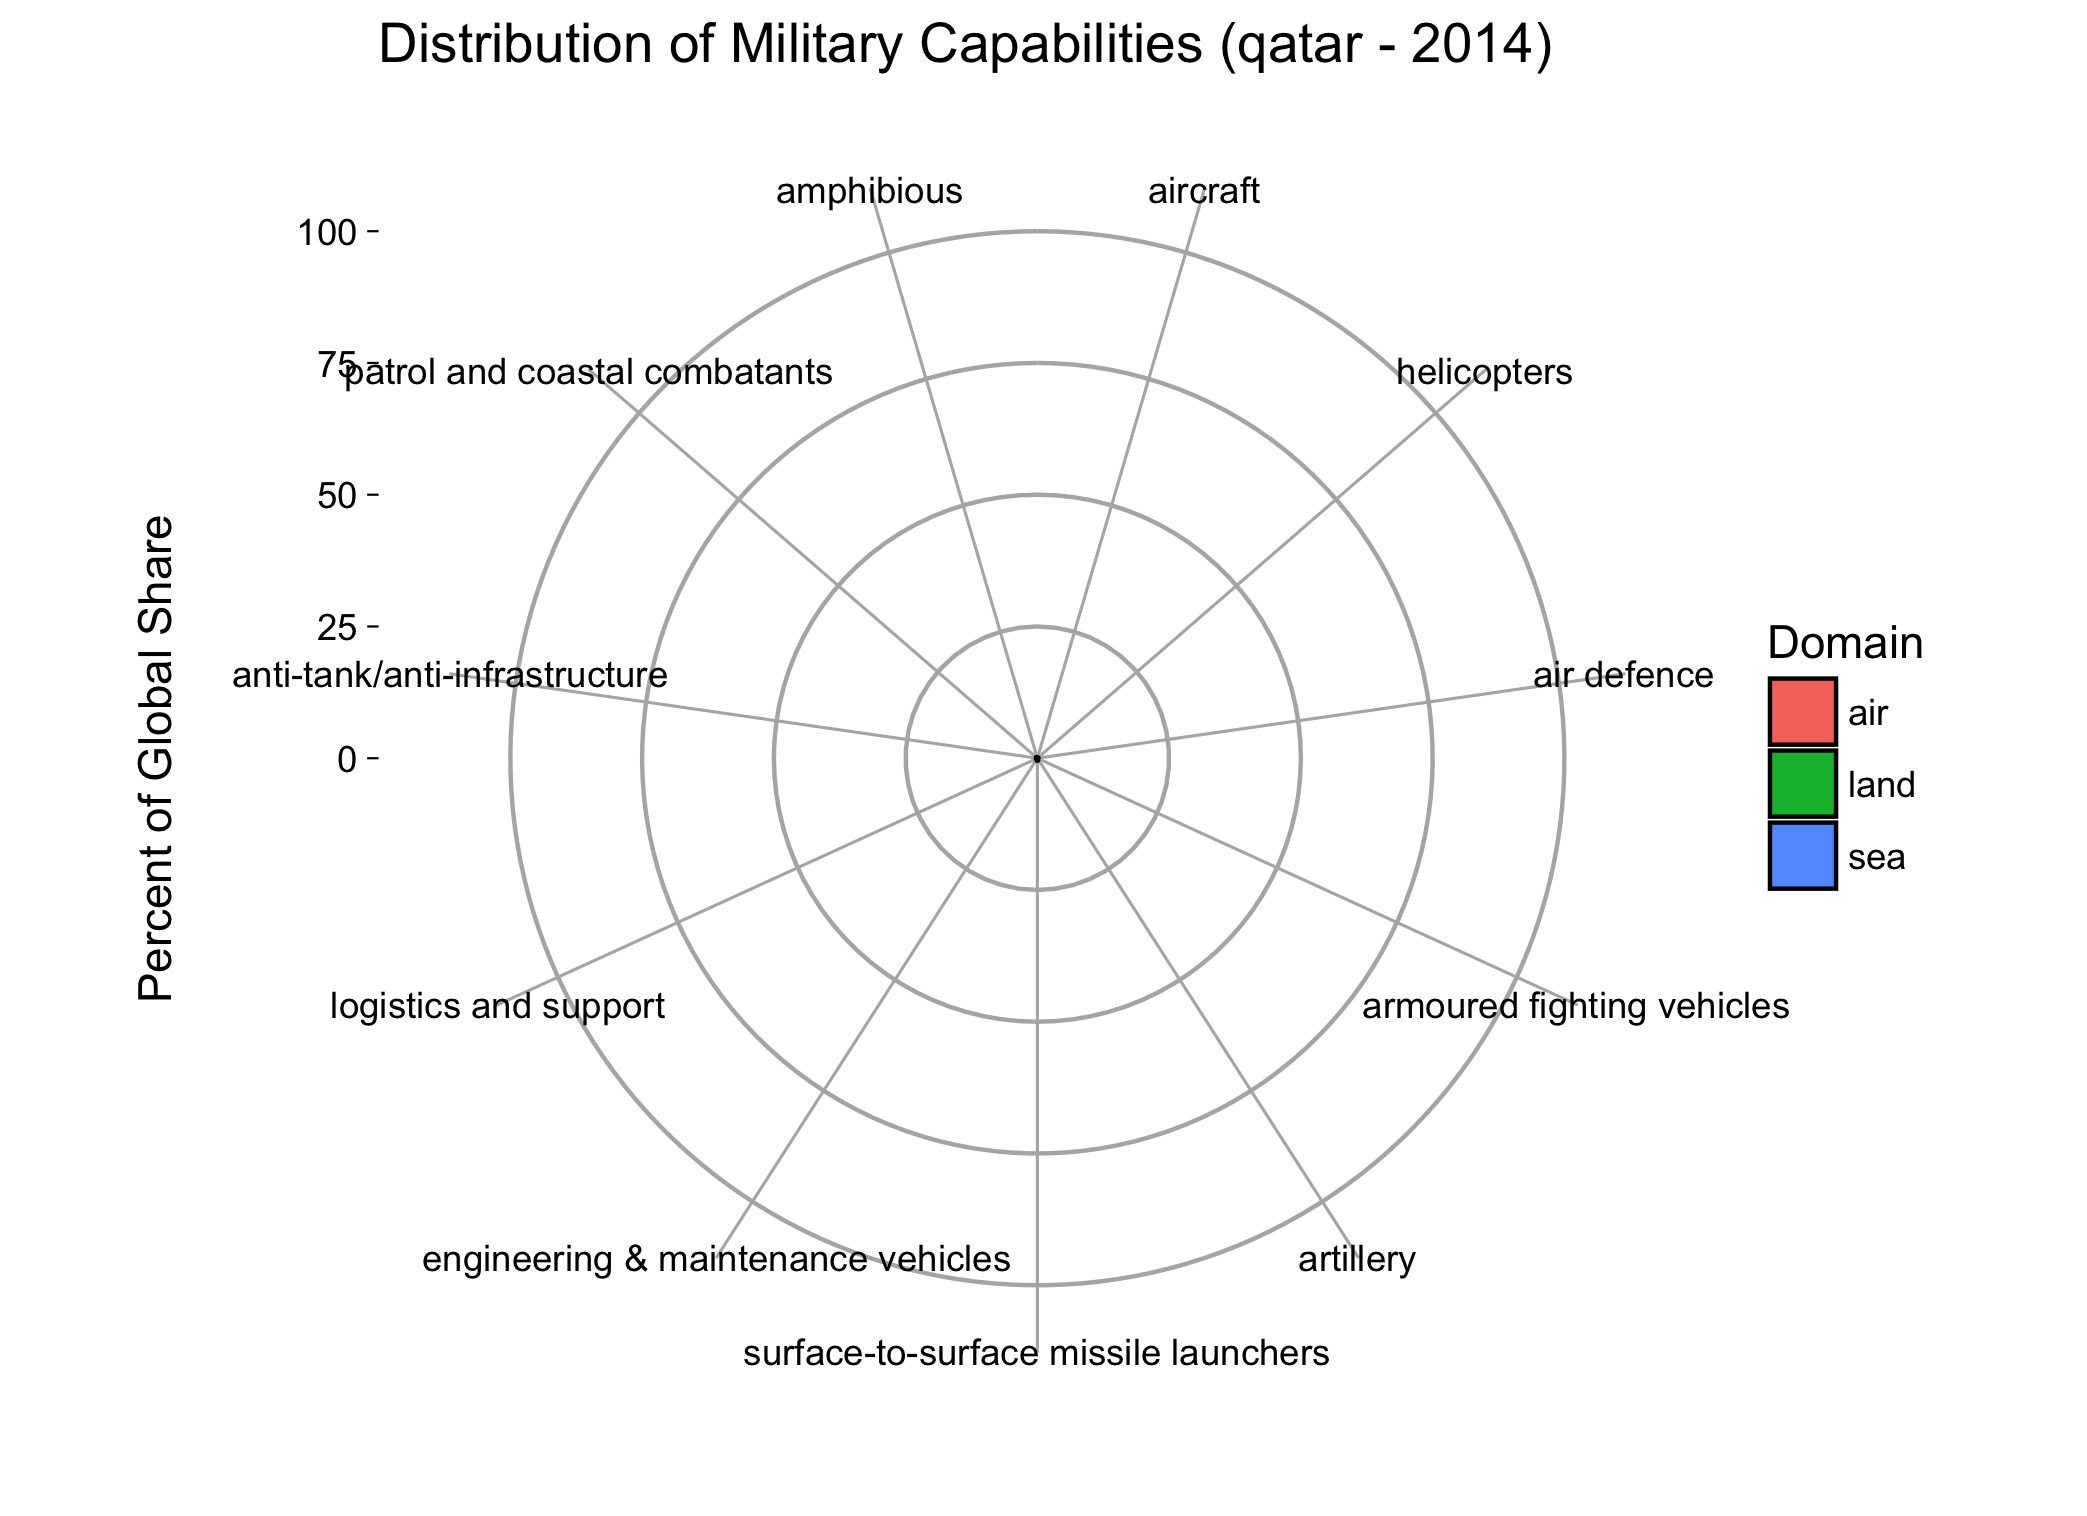 Distribution of Military Capabilities (qatar - 2014)
amphibious
aircraft
100
75
patrol and coastal combatants
helicopters
50
25
Percent of Global Share
anti-tank/anti-infrastructure
air defence
0
logistics and support
armoured fighting vehicles
engineering & maintenance vehicles
artillery
surface-to-surface missile launchers
Domain
air
land
sea